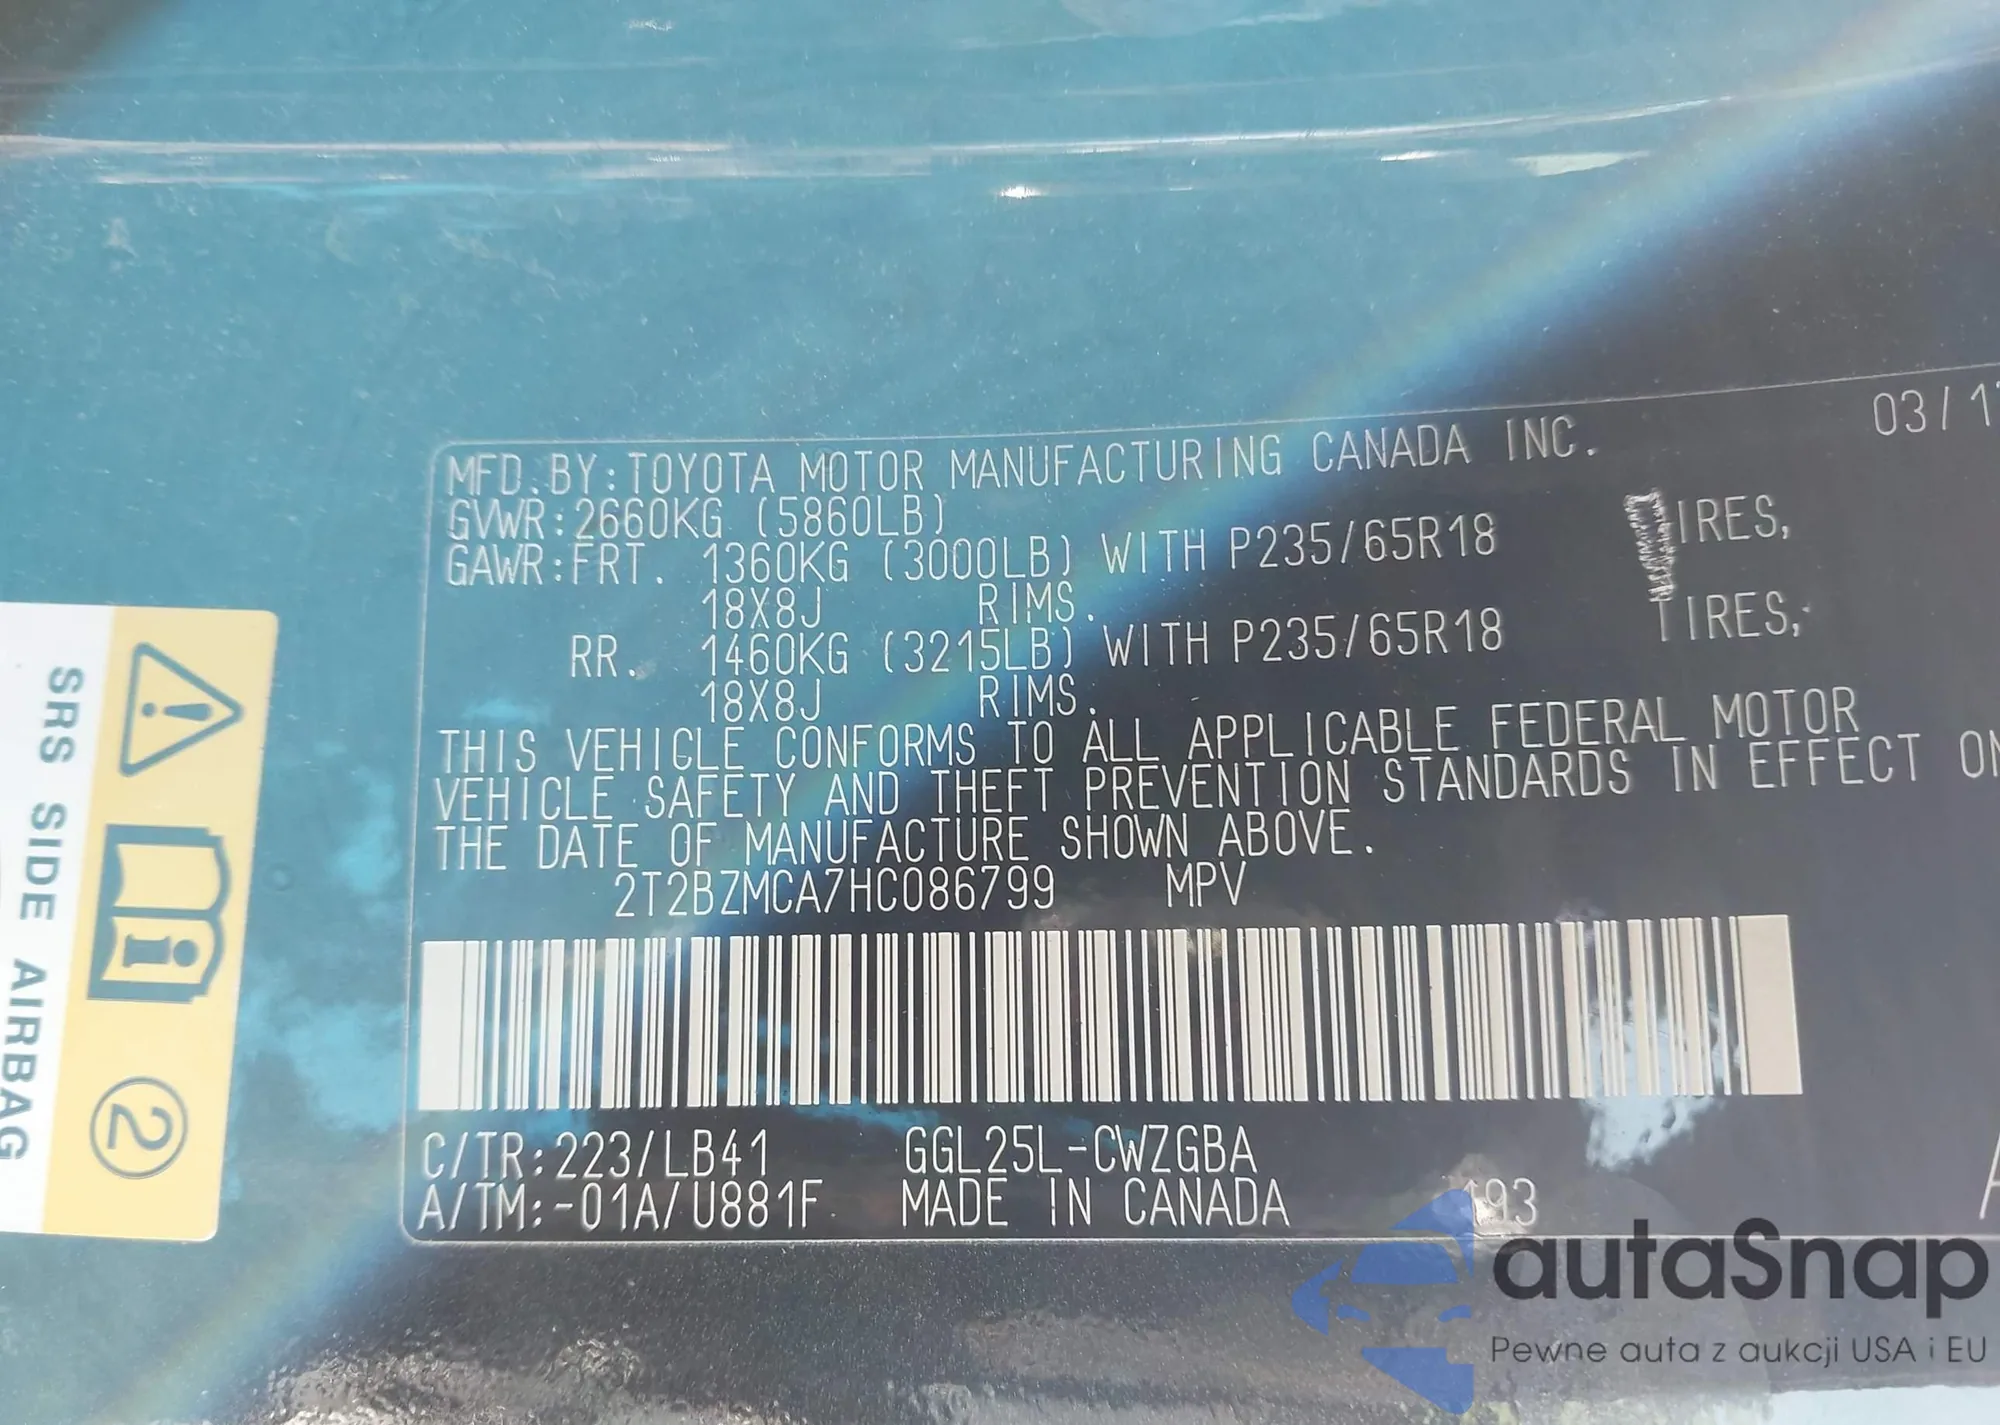 MFD.BY:TOYOTA MOTOR MANUFACTURING CANADA INC. 03/17
GVWR:2660KG (5860LB)
GAWR:FRT. 1360KG (3000LB) WITH P235/65R18 TIRES,
18X8J RIMS.
RR. 1460KG (3215LB) WITH P235/65R18 TIRES,
18X8J RIMS.
THIS VEHICLE CONFORMS TO ALL APPLICABLE FEDERAL MOTOR
VEHICLE SAFETY AND THEFT PREVENTION STANDARDS IN EFFECT ON
THE DATE OF MANUFACTURE SHOWN ABOVE.
2T2BZMCA7HC086799 MPV
C/TR:223/LB41 GGL25L-CWZGBA
A/TM:-01A/U881F MADE IN CANADA 193
SRS SIDE AIRBAG
2
autaSnap
Pewne auta z aukcji USA i EU